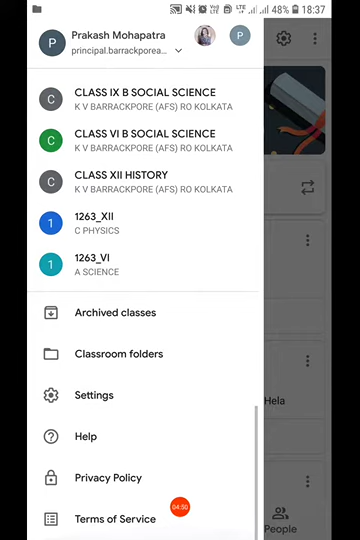 48% 18:37
Prakash Mohapatra
principal.barrackporea...
P
P
C
CLASS IX B SOCIAL SCIENCE
K V BARRACKPORE (AFS) RO KOLKATA
C
CLASS VI B SOCIAL SCIENCE
K V BARRACKPORE (AFS) RO KOLKATA
C
CLASS XII HISTORY
K V BARRACKPORE (AFS) RO KOLKATA
1
1263_XII
C PHYSICS
1
1263_VI
A SCIENCE
Archived classes
Classroom folders
Settings
Hela
Help
Privacy Policy
04:50
Terms of Service
People